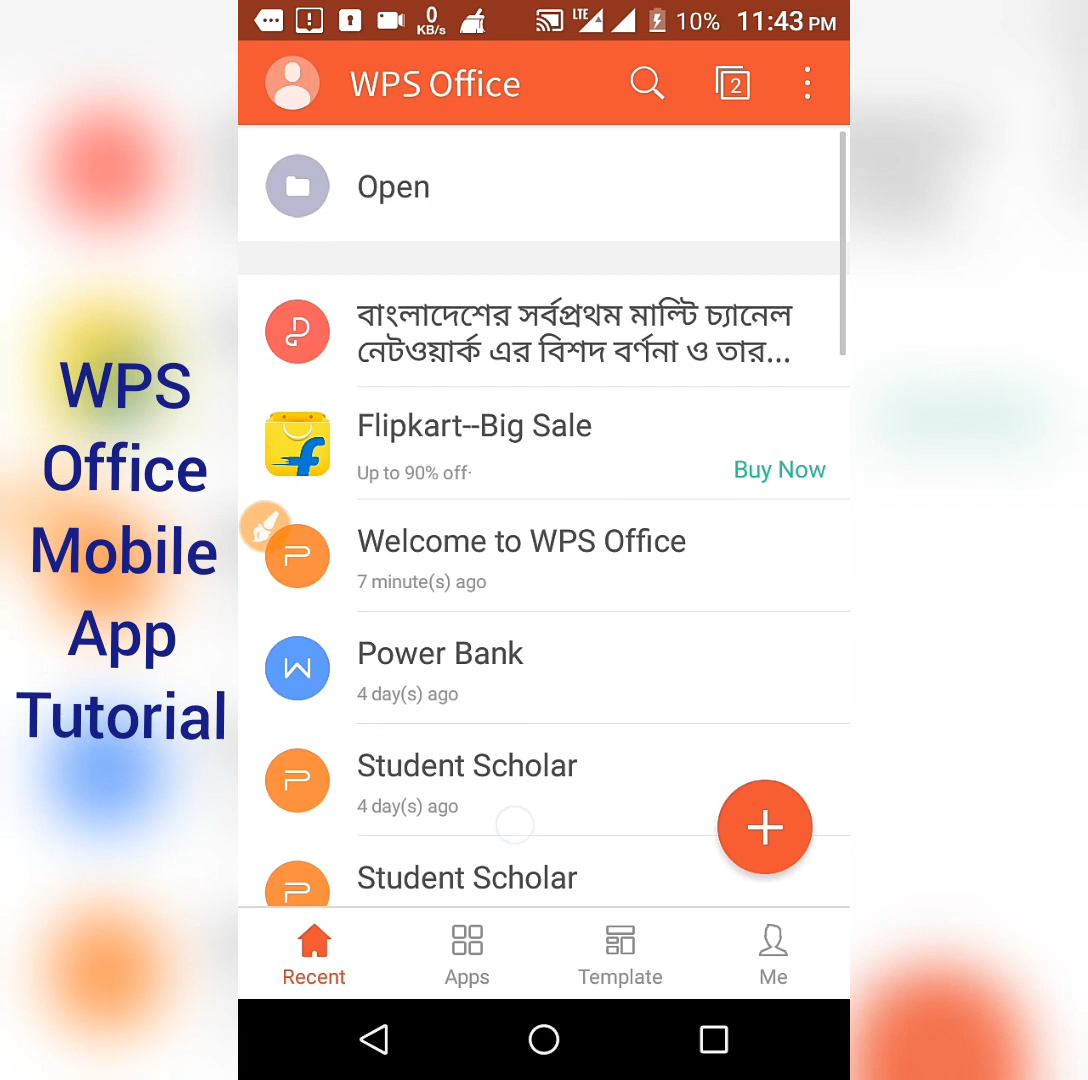 LTE 10% 11:43 PM
0
KB/s
WPS Office
2
Open
বাংলাদেশের সর্বপ্রথম মাল্টি চ্যানেল
নেটওয়ার্ক এর বিশদ বর্ণনা ও তার...
Flipkart--Big Sale
Up to 90% off·
Buy Now
Welcome to WPS Office
7 minute(s) ago
Power Bank
4 day(s) ago
Student Scholar
4 day(s) ago
Student Scholar
Recent
Apps
Template
Me
WPS
Office
Mobile
App
Tutorial